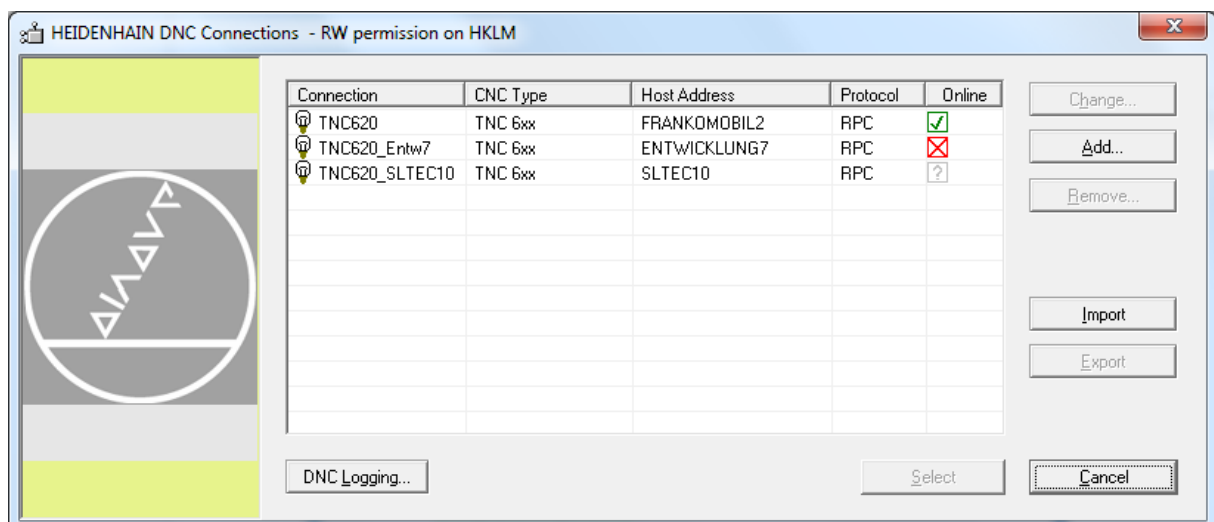 HEIDENHAIN DNC Connections - RW permission on HKLM
Connection CNC Type Host Address Protocol Online
TNC620 TNC 6xx FRANKOMOBIL2 RPC
TNC620_Entw7 TNC 6xx ENTWICKLUNG7 RPC
TNC620_SLTEC10 TNC 6xx SLTEC10 RPC ?
Change...
Add...
Remove...
Import
Export
DNC Logging...
Select
Cancel